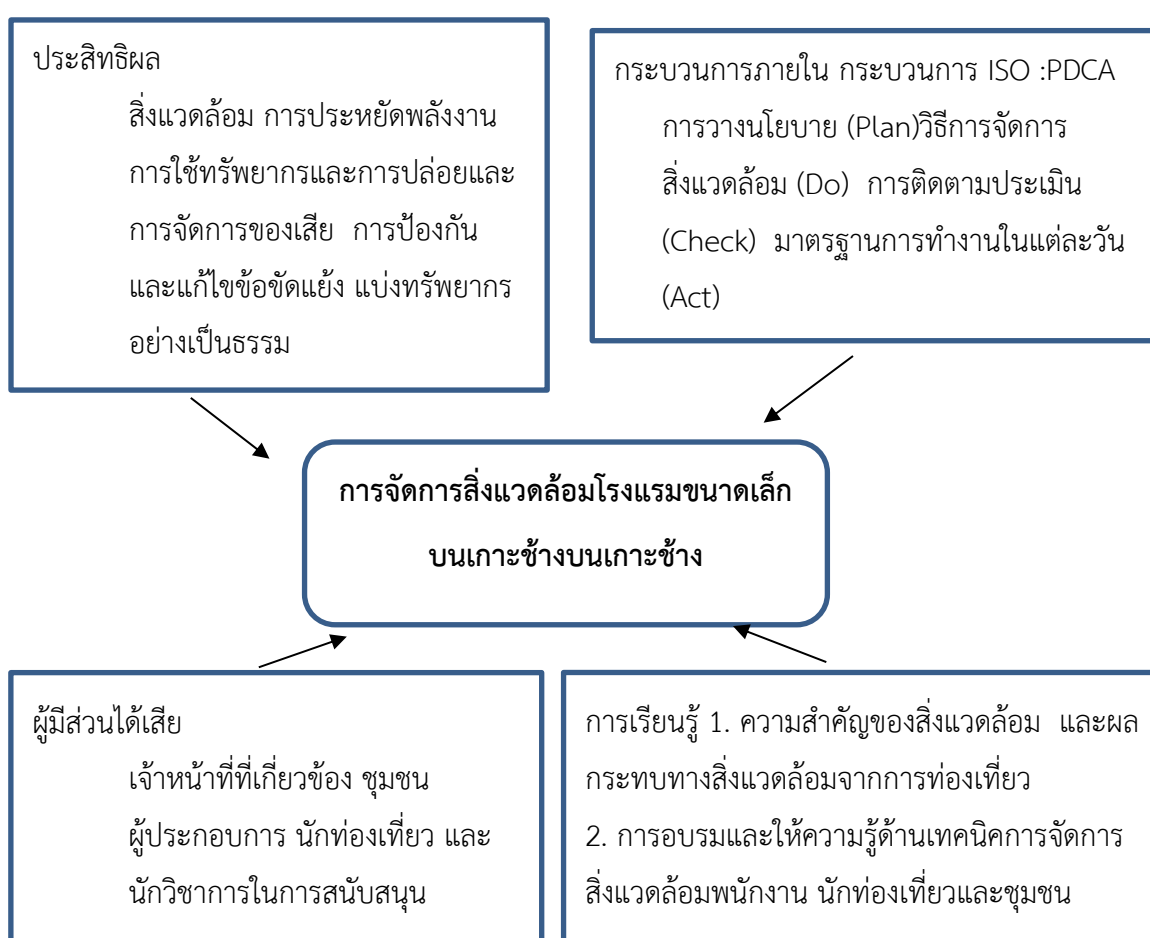 ประสิทธิผล
สิ่งแวดล้อม การประหยัดพลังงาน
การใช้ทรัพยากรและการปล่อยและ
การจัดการของเสีย การป้องกัน
และแก้ไขข้อขัดแย้ง แบ่งทรัพยากร
อย่างเป็นธรรม
กระบวนการภายใน กระบวนการ ISO :PDCA
การวางนโยบาย (Plan)วิธีการจัดการ
สิ่งแวดล้อม (Do) การติดตามประเมิน
(Check) มาตรฐานการทำงานในแต่ละวัน
(Act)
การจัดการสิ่งแวดล้อมโรงแรมขนาดเล็ก
บนเกาะช้างบนเกาะช้าง
ผู้มีส่วนได้เสีย
เจ้าหน้าที่ที่เกี่ยวข้อง ชุมชน
ผู้ประกอบการ นักท่องเที่ยว และ
นักวิชาการในการสนับสนุน
การเรียนรู้ 1. ความสำคัญของสิ่งแวดล้อม และผล
กระทบทางสิ่งแวดล้อมจากการท่องเที่ยว
2. การอบรมและให้ความรู้ด้านเทคนิคการจัดการ
สิ่งแวดล้อมพนักงาน นักท่องเที่ยวและชุมชน